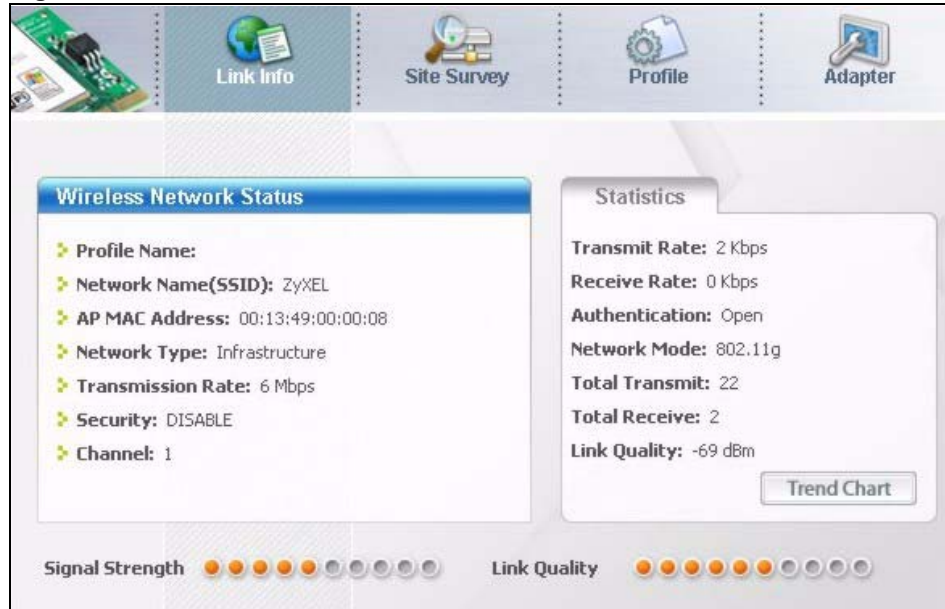 Link Info
Site Survey
Profile
Adapter
Wireless Network Status
Profile Name:
Network Name(SSID): ZyXEL
AP MAC Address: 00:13:49:00:00:08
Network Type: Infrastructure
Transmission Rate: 6 Mbps
Security: DISABLE
Channel: 1
Statistics
Transmit Rate: 2 Kbps
Receive Rate: 0 Kbps
Authentication: Open
Network Mode: 802.11g
Total Transmit: 22
Total Receive: 2
Link Quality: -69 dBm
Trend Chart
Signal Strength
Link Quality